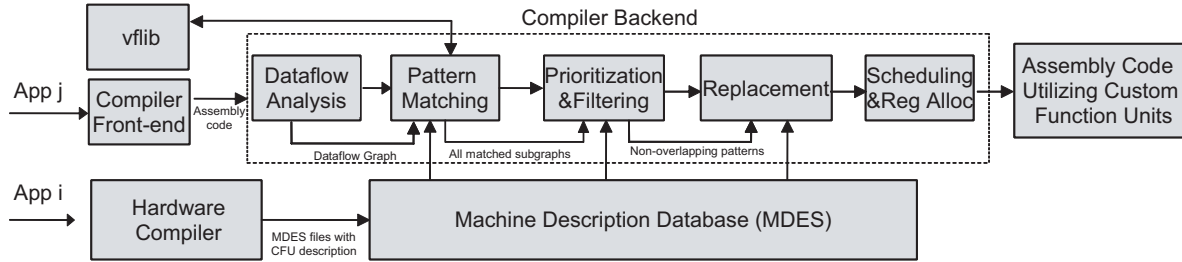 Compiler Backend
vflib
App j
Compiler
Front-end
Assembly
code
Dataflow
Analysis
Pattern
Matching
Prioritization
&Filtering
Replacement
Scheduling
&Reg Alloc
Assembly Code
Utilizing Custom
Function Units
Dataflow Graph
All matched subgraphs
Non-overlapping patterns
App i
Hardware
Compiler
MDES files with
CFU description
Machine Description Database (MDES)